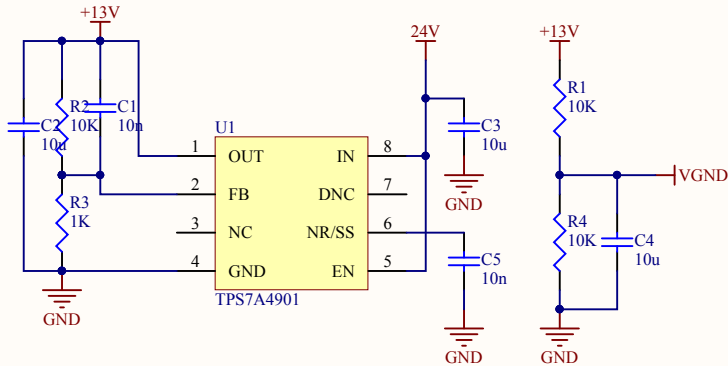 +13V
24V
+13V
R2
10K
C1
10n
C2
10u
R3
1K
U1
1
OUT
IN
8
2
FB
DNC
7
3
NC
NR/SS
6
4
GND
EN
5
TPS7A4901
GND
C3
10u
GND
C5
10n
GND
R1
10K
VGND
R4
10K
C4
10u
GND